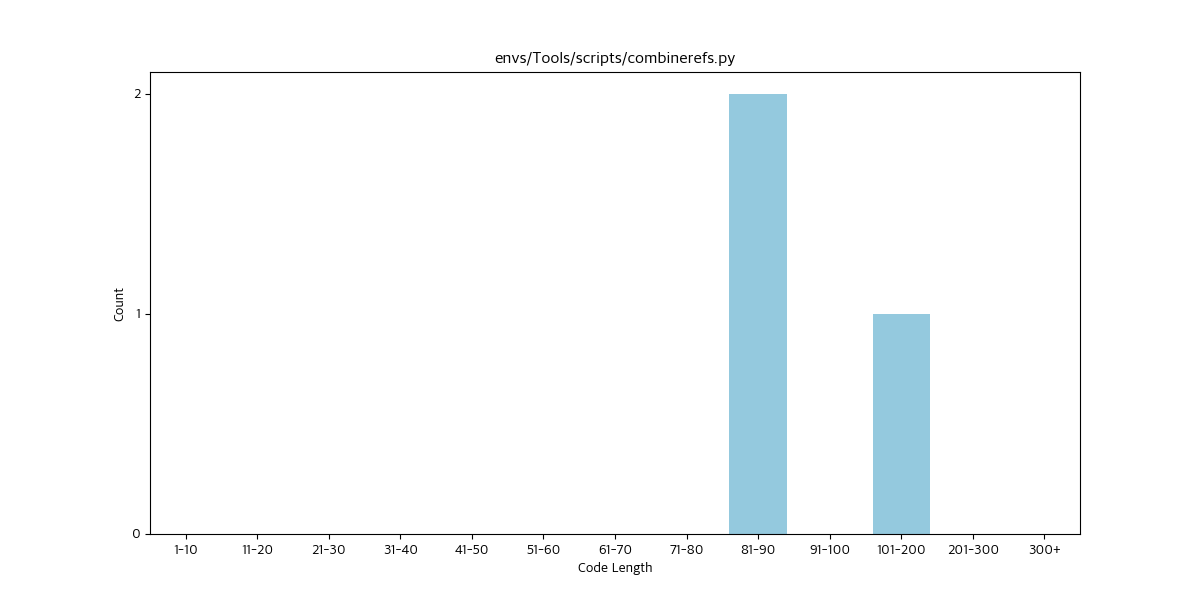 envs/Tools/scripts/combinerefs.py
Count
2
1
0
1-10 11-20 21-30 31-40 41-50 51-60 61-70 71-80 81-90 91-100 101-200 201-300 300+
Code Length